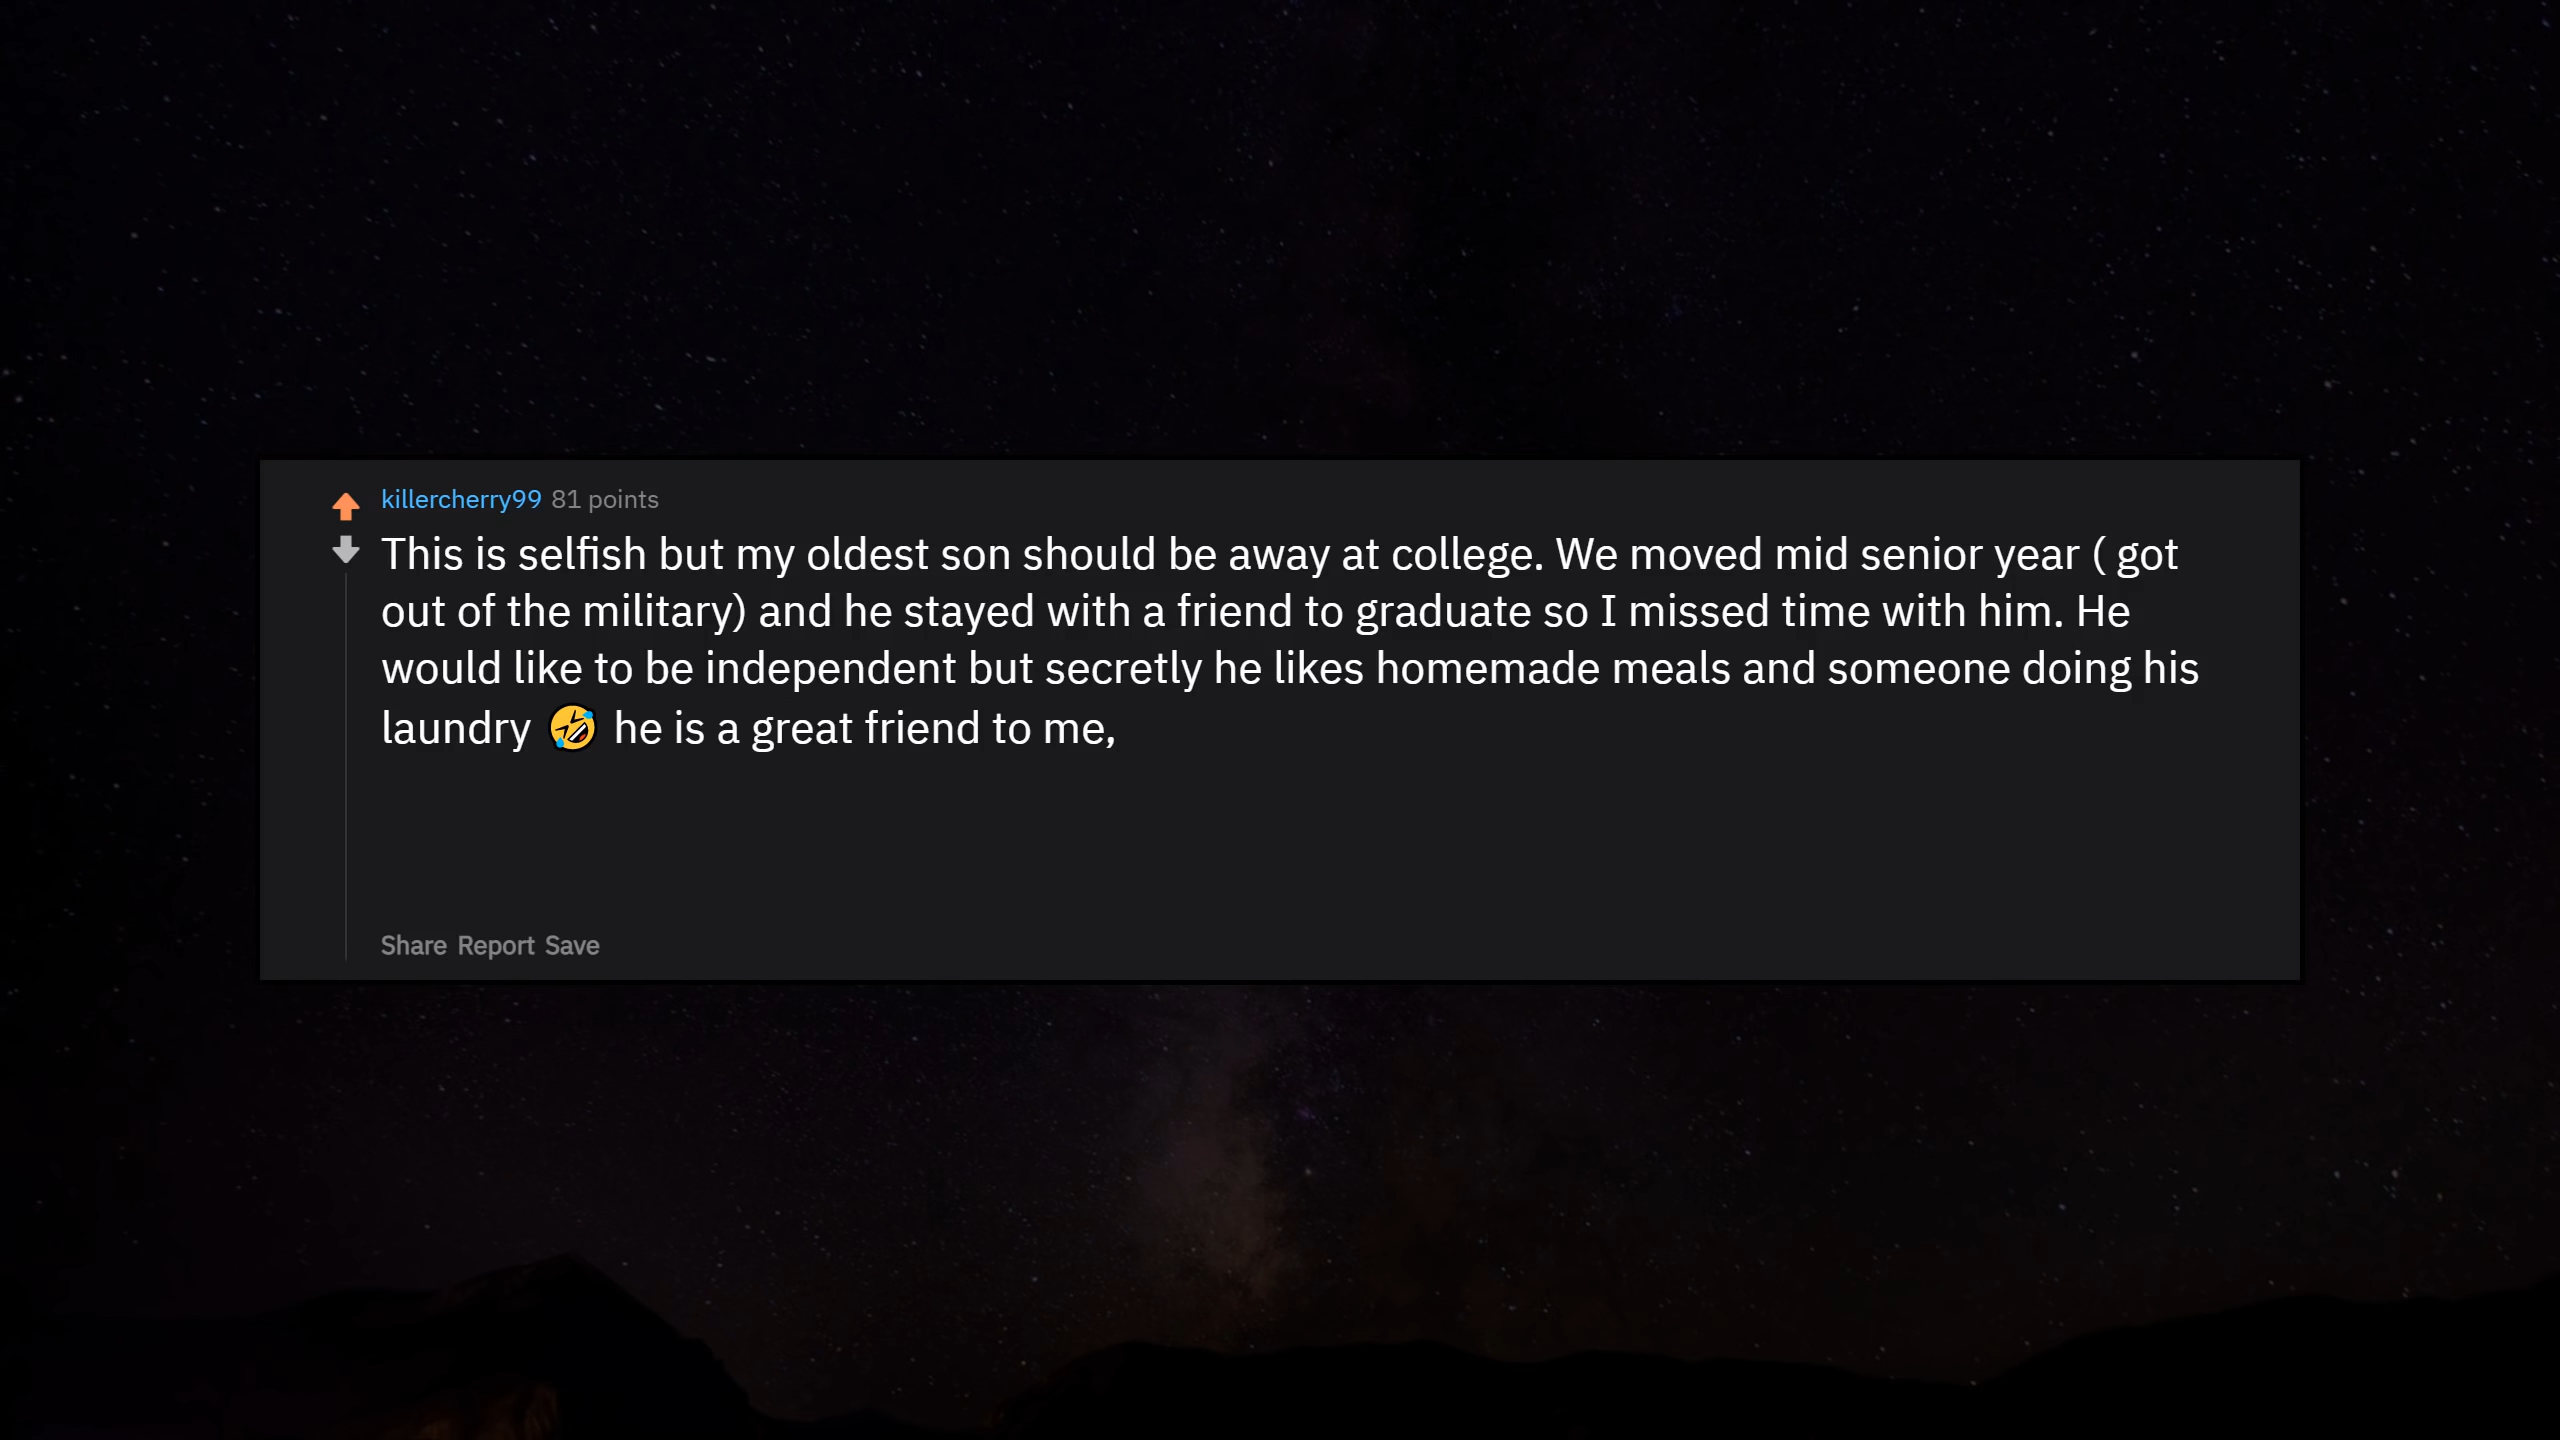 killercherry99 81 points
This is selfish but my oldest son should be away at college. We moved mid senior year ( got
out of the military) and he stayed with a friend to graduate so I missed time with him. He
would like to be independent but secretly he likes homemade meals and someone doing his
laundry 🤣 he is a great friend to me,
Share Report Save